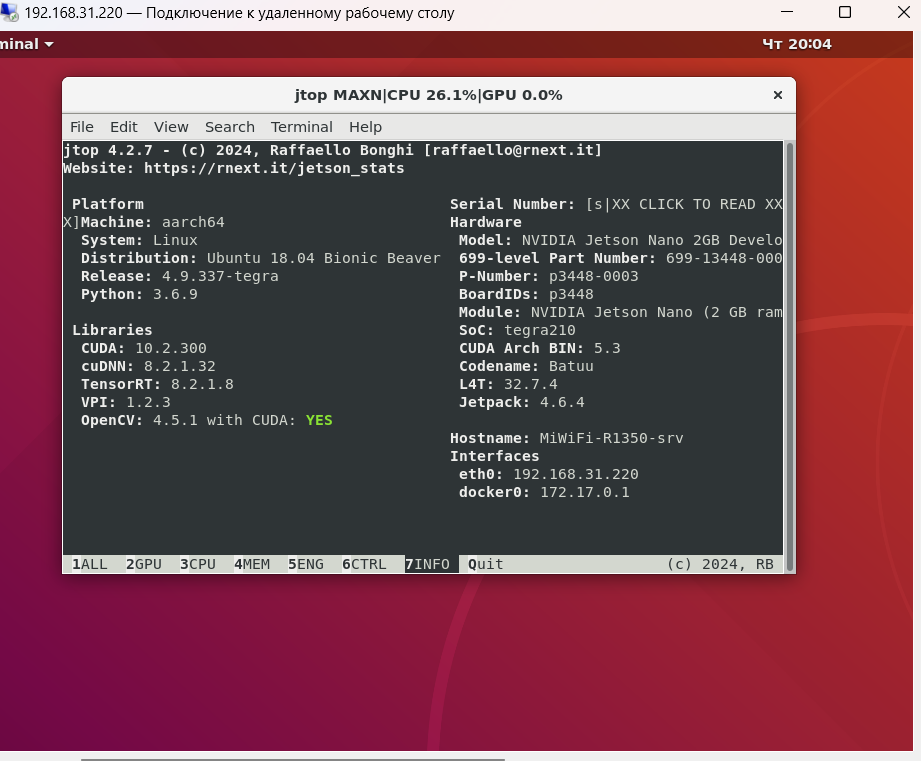 192.168.31.220 — Подключение к удаленному рабочему столу
minal
Чт 20:04
jtop MAXN|CPU 26.1%|GPU 0.0%
File Edit View Search Terminal Help
jtop 4.2.7 - (c) 2024, Raffaello Bonghi [raffaello@rnext.it]
Website: https://rnext.it/jetson_stats
Platform
X]Machine: aarch64
System: Linux
Distribution: Ubuntu 18.04 Bionic Beaver
Release: 4.9.337-tegra
Python: 3.6.9
Libraries
CUDA: 10.2.300
cuDNN: 8.2.1.32
TensorRT: 8.2.1.8
VPI: 1.2.3
OpenCV: 4.5.1 with CUDA: YES
Serial Number: [s|XX CLICK TO READ XX
Hardware
Model: NVIDIA Jetson Nano 2GB Develo
699-level Part Number: 699-13448-000
P-Number: p3448-0003
BoardIDs: p3448
Module: NVIDIA Jetson Nano (2 GB ram
SoC: tegra210
CUDA Arch BIN: 5.3
Codename: Batuu
L4T: 32.7.4
Jetpack: 4.6.4
Hostname: MiWiFi-R1350-srv
Interfaces
eth0: 192.168.31.220
docker0: 172.17.0.1
1ALL 2GPU 3CPU 4MEM 5ENG 6CTRL 7INFO Quit (c) 2024, RB